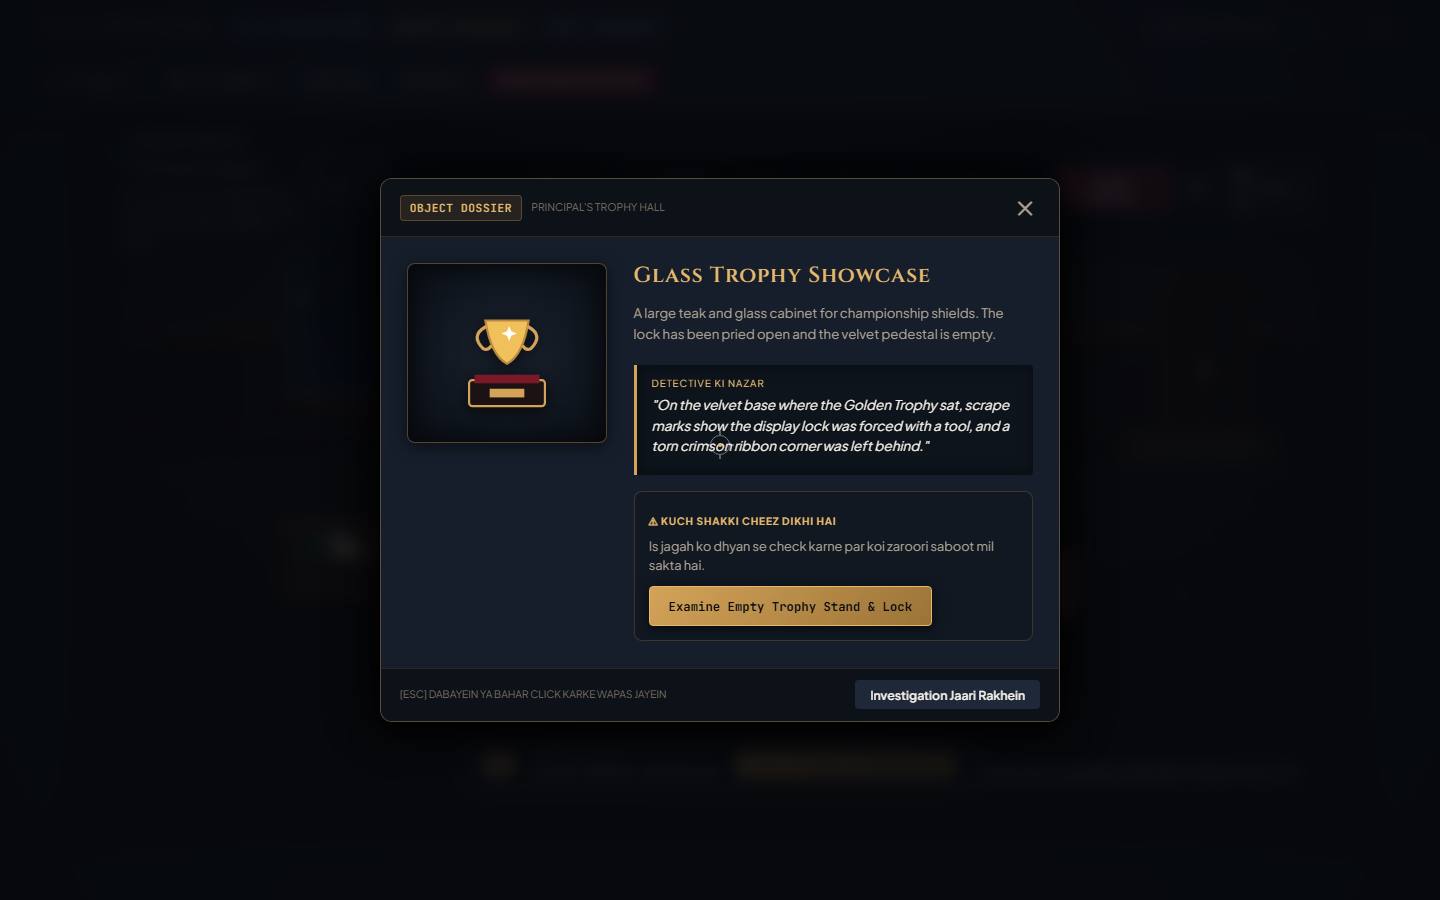 OBJECT DOSSIER PRINCIPAL'S TROPHY HALL
GLASS TROPHY SHOWCASE
A large teak and glass cabinet for championship shields. The
lock has been pried open and the velvet pedestal is empty.
DETECTIVE KI NAZAR
"On the velvet base where the Golden Trophy sat, scrape
marks show the display lock was forced with a tool, and a
torn crimson ribbon corner was left behind."
⚠ KUCH SHAKKI CHEEZ DIKHI HAI
Is jagah ko dhyan se check karne par koi zaroori saboot mil
sakta hai.
Examine Empty Trophy Stand & Lock
[ESC] DABAYEIN YA BAHAR CLICK KARKE WAPAS JAYEIN
Investigation Jaari Rakhein